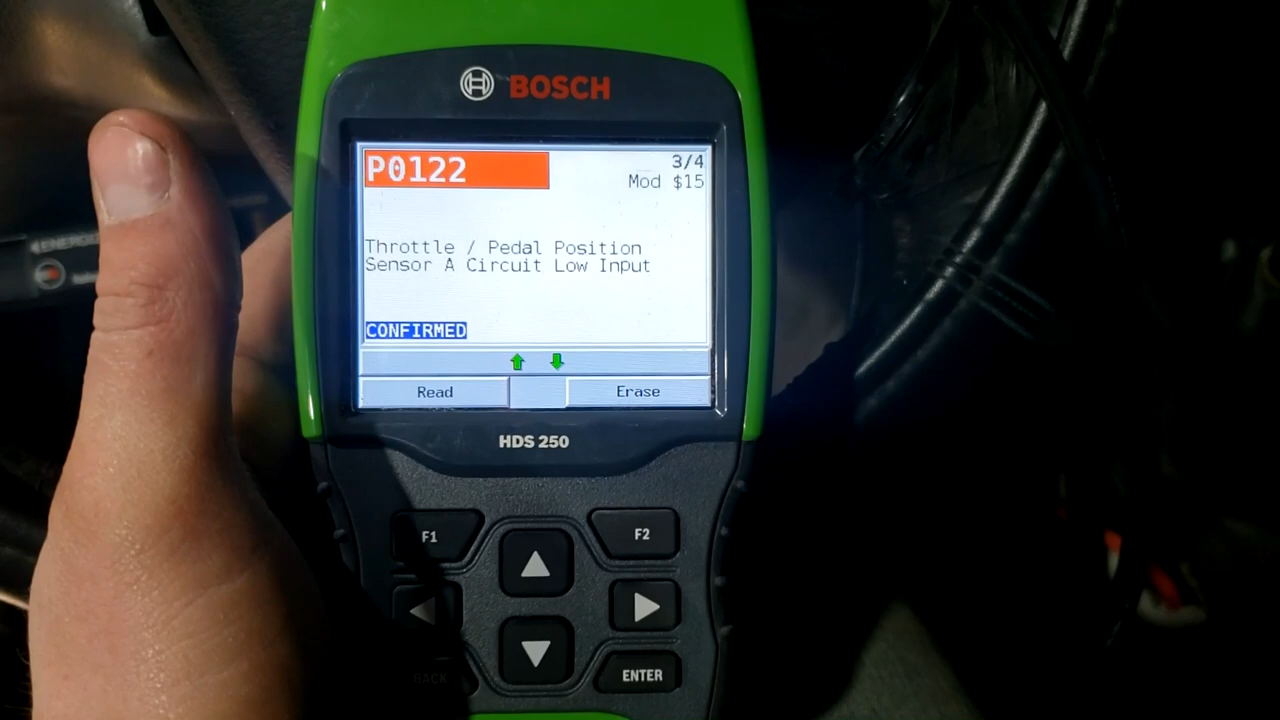 BOSCH
P0122
3/4
Mod $15
Throttle / Pedal Position
Sensor A Circuit Low Input
CONFIRMED
Read
Erase
HDS 250
F1
F2
BACK
ENTER